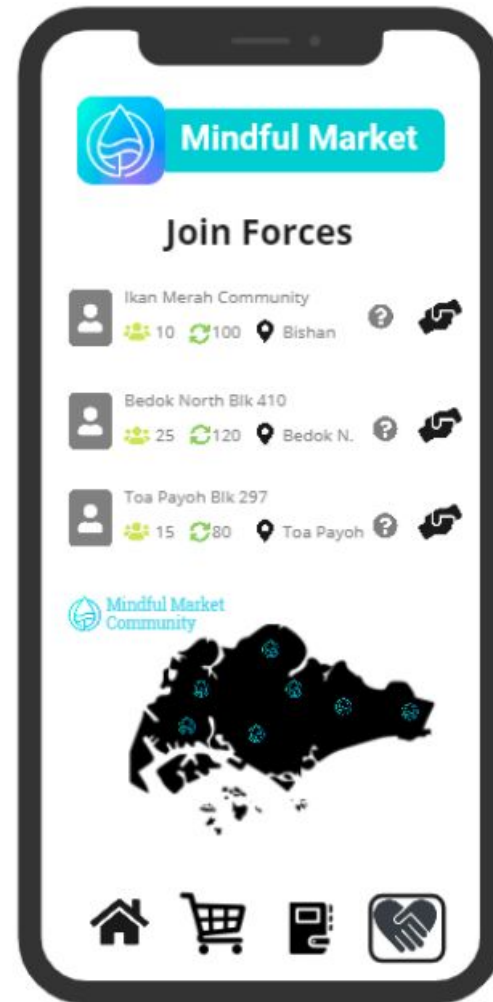 Mindful Market
Join Forces
Ikan Merah Community
10 100 Bishan ?
Bedok North Blk 410
25 120 Bedok N. ?
Toa Payoh Blk 297
15 80 Toa Payoh ?
Mindful Market
Community